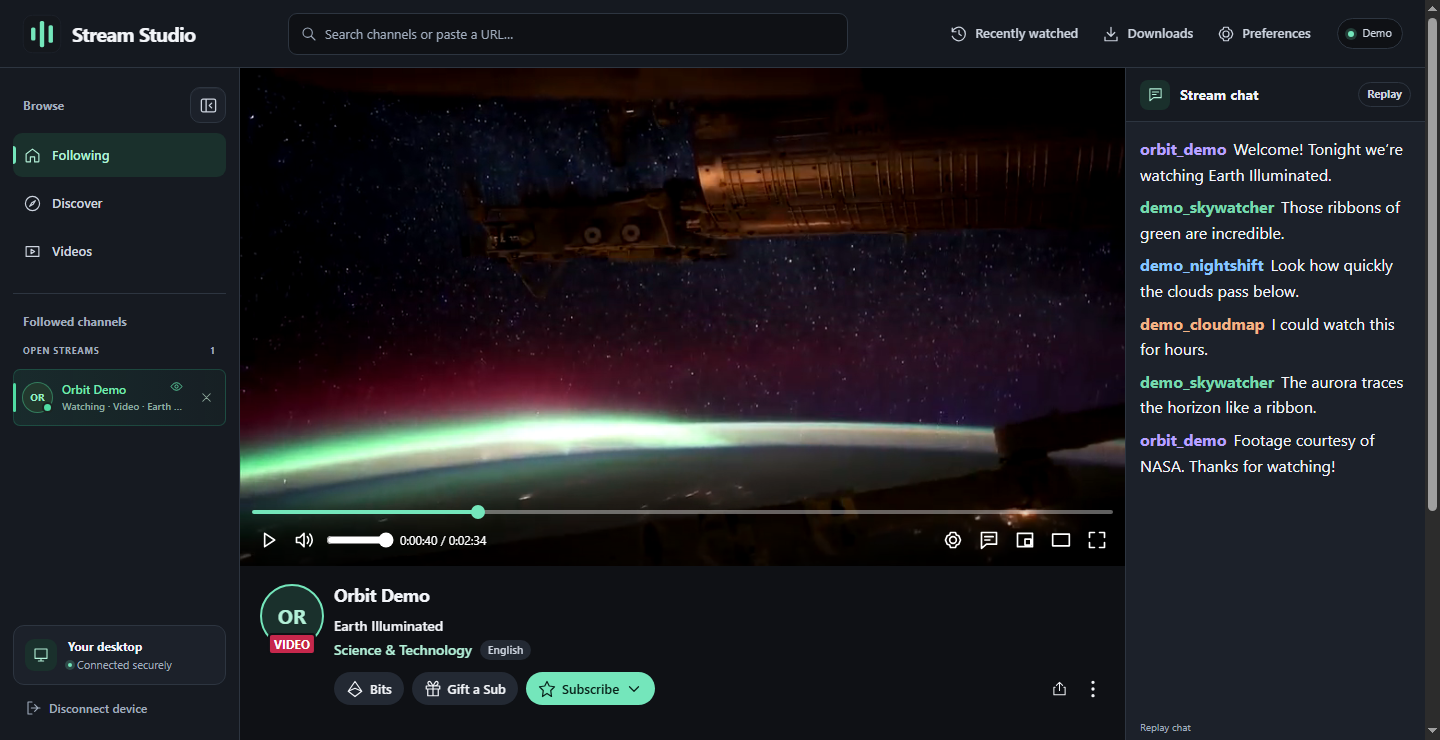 Stream Studio
Search channels or paste a URL...
Recently watched
Downloads
Preferences
Demo
Browse
Following
Discover
Videos
Followed channels
OPEN STREAMS 1
OR
Orbit Demo
Watching · Video · Earth ...
Your desktop
Connected securely
Disconnect device
0:00:40 / 0:02:34
OR
VIDEO
Orbit Demo
Earth Illuminated
Science & Technology English
Bits
Gift a Sub
Subscribe
Stream chat
Replay
orbit_demo Welcome! Tonight we’re
watching Earth Illuminated.
demo_skywatcher Those ribbons of
green are incredible.
demo_nightshift Look how quickly
the clouds pass below.
demo_cloudmap I could watch this
for hours.
demo_skywatcher The aurora traces
the horizon like a ribbon.
orbit_demo Footage courtesy of
NASA. Thanks for watching!
Replay chat